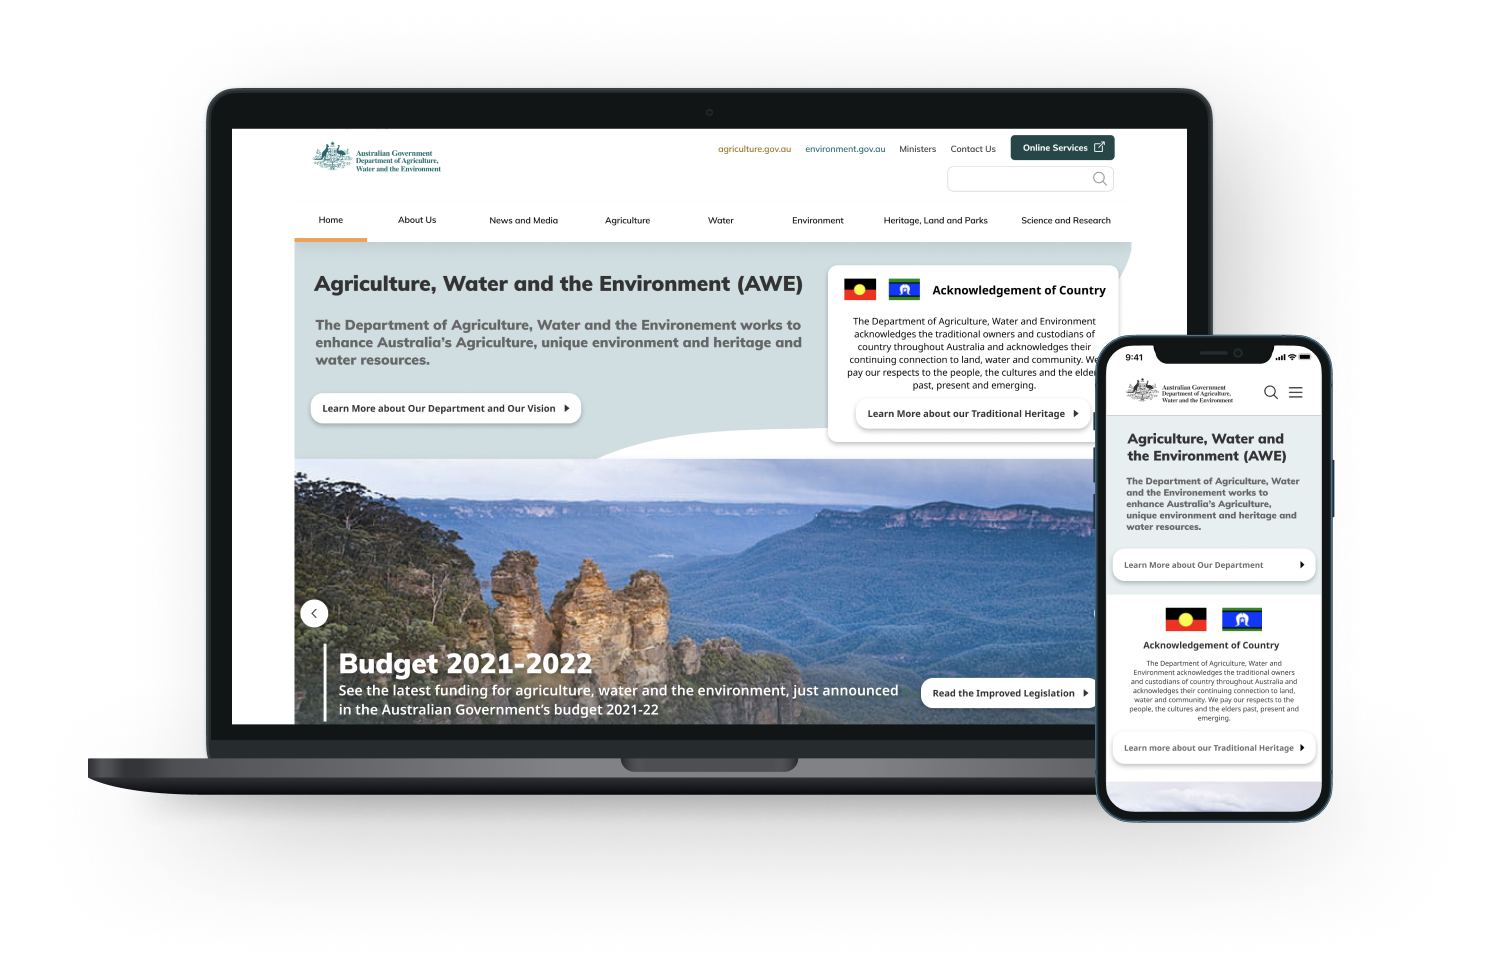 Australian Government
Department of Agriculture,
Water and the Environment
agriculture.gov.au environment.gov.au Ministers Contact Us Online Services
Home About Us News and Media Agriculture Water Environment Heritage, Land and Parks Science and Research
Agriculture, Water and the Environment (AWE)
The Department of Agriculture, Water and the Environement works to
enhance Australia's Agriculture, unique environment and heritage and
water resources.
Learn More about Our Department and Our Vision
Acknowledgement of Country
The Department of Agriculture, Water and Environment
acknowledges the traditional owners and custodians of
country throughout Australia and acknowledges their
continuing connection to land, water and community. We
pay our respects to the people, the cultures and the elder
past, present and emerging.
Learn More about our Traditional Heritage
Budget 2021-2022
See the latest funding for agriculture, water and the environment, just announced
in the Australian Government's budget 2021-22
Read the Improved Legislation
9:41
Australian Government
Department of Agriculture,
Water and the Environment
Agriculture, Water and
the Environment (AWE)
The Department of Agriculture, Water
and the Environement works to
enhance Australia's Agriculture,
unique environment and heritage and
water resources.
Learn More about Our Department
Acknowledgement of Country
The Department of Agriculture, Water and
Environment acknowledges the traditional owners
and custodians of country throughout Australia and
acknowledges their continuing connection to land,
water and community. We pay our respects to the
people, the cultures and the elders past, present and
emerging.
Learn more about our Traditional Heritage